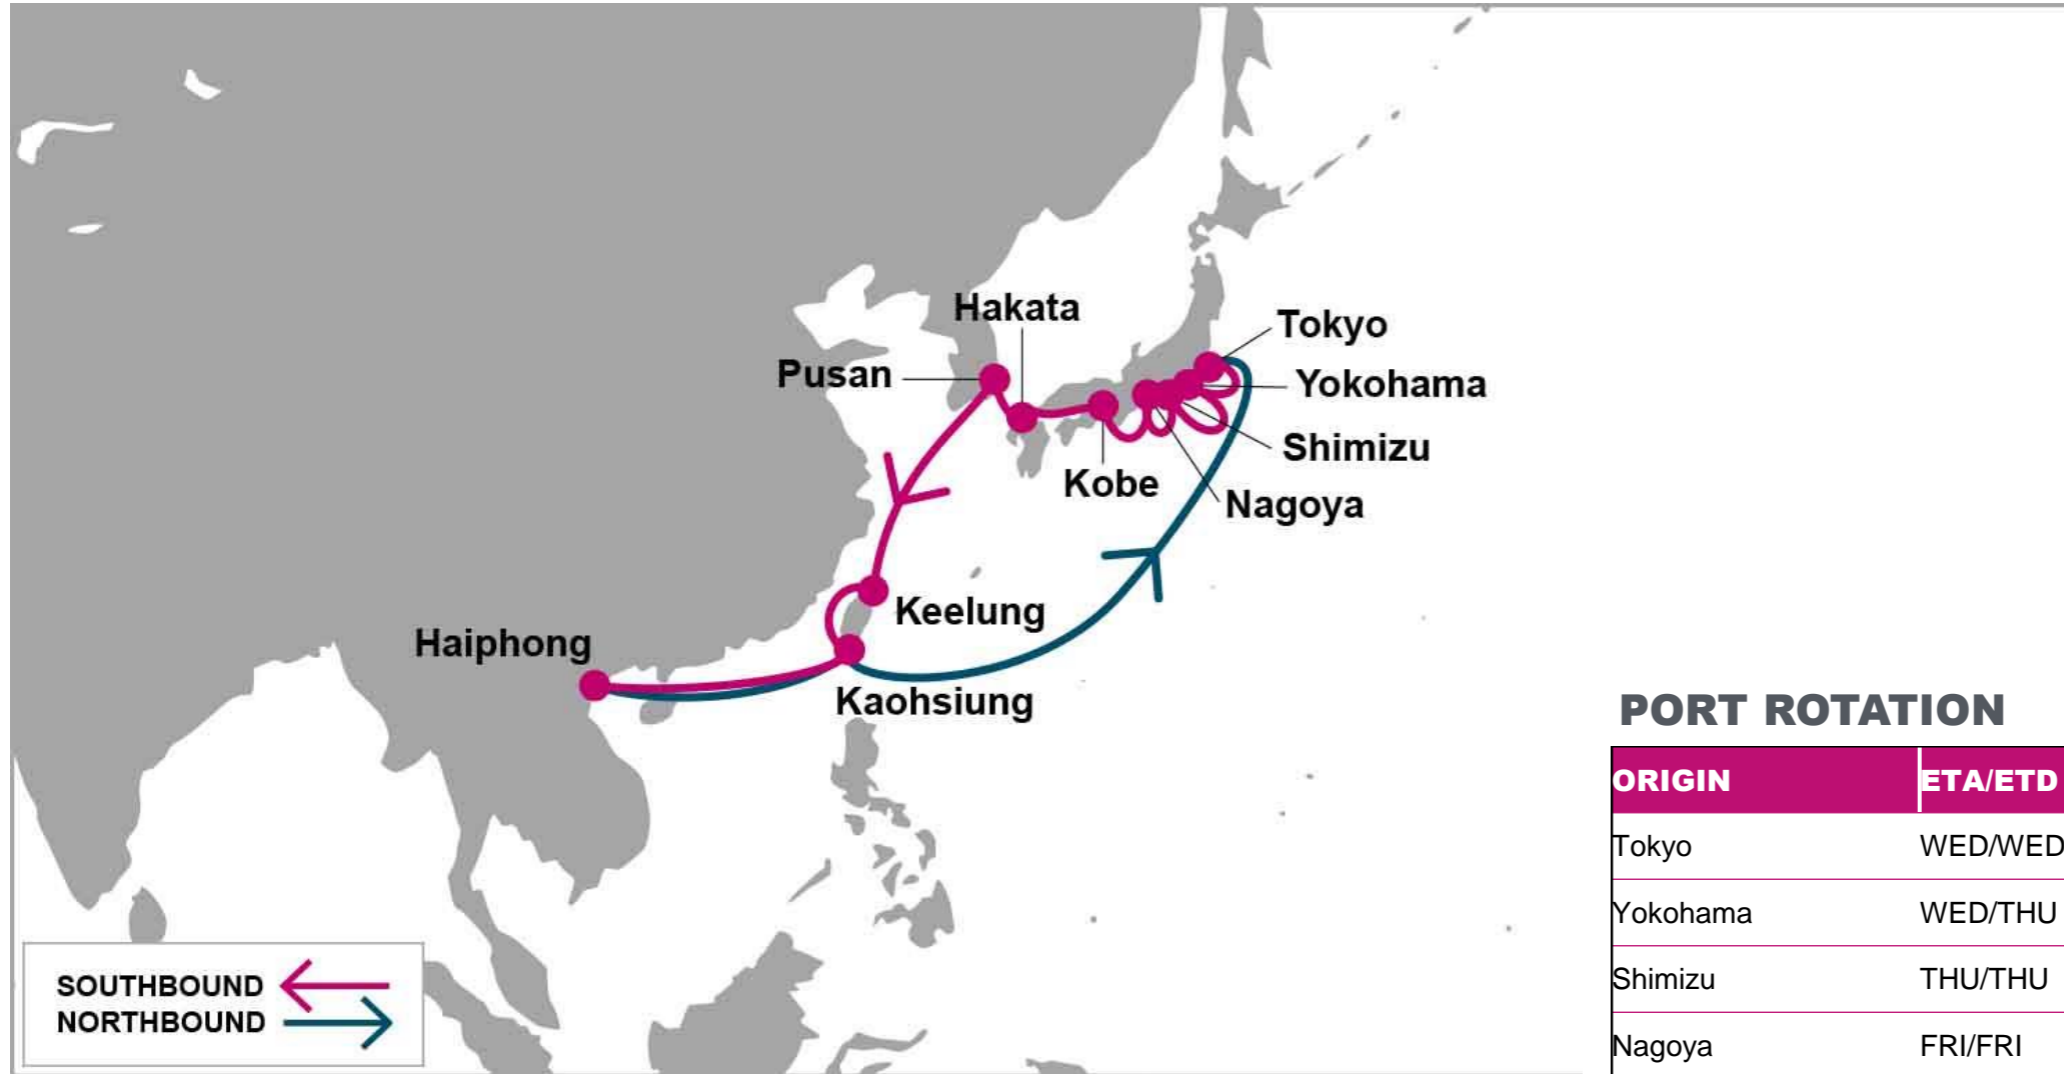 Hakata
Tokyo
Pusan
Yokohama
Shimizu
Kobe
Nagoya
Keelung
Haiphong
Kaohsiung
SOUTHBOUND
NORTHBOUND
PORT ROTATION
ORIGIN ETA/ETD
Tokyo WED/WED
Yokohama WED/THU
Shimizu THU/THU
Nagoya FRI/FRI